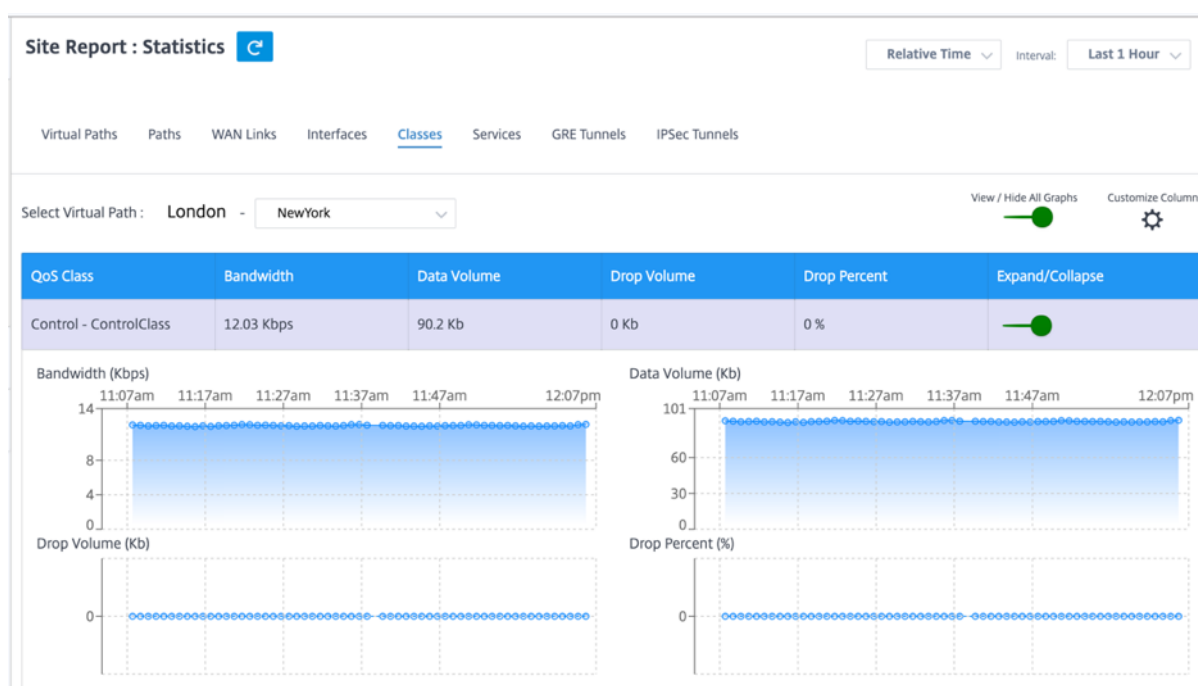 Site Report : Statistics
Relative Time Interval: Last 1 Hour
Virtual Paths Paths WAN Links Interfaces Classes Services GRE Tunnels IPSec Tunnels
View / Hide All Graphs Customize Column
Select Virtual Path : London - NewYork
QoS Class Bandwidth Data Volume Drop Volume Drop Percent Expand/Collapse
Control - ControlClass 12.03 Kbps 90.2 Kb 0 Kb 0 %
Bandwidth (Kbps)
11:07am 11:17am 11:27am 11:37am 11:47am 12:07pm
14
8
4
0
Data Volume (Kb)
11:07am 11:17am 11:27am 11:37am 11:47am 12:07pm
101
60
30
0
Drop Volume (Kb)
0
Drop Percent (%)
0